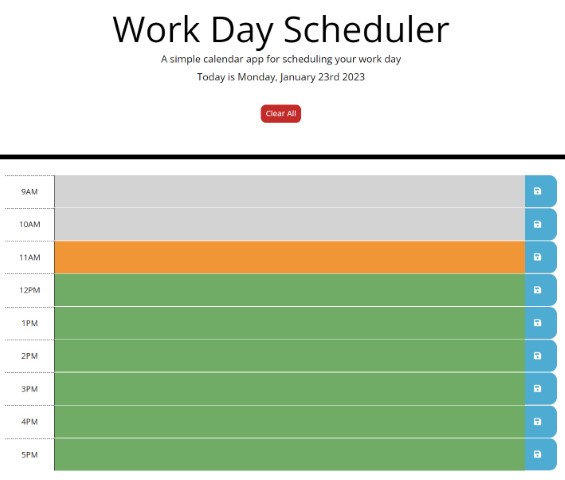 Work Day Scheduler
A simple calendar app for scheduling your work day
Today is Monday, January 23rd 2023
Clear All
9AM
10AM
11AM
12PM
1PM
2PM
3PM
4PM
5PM